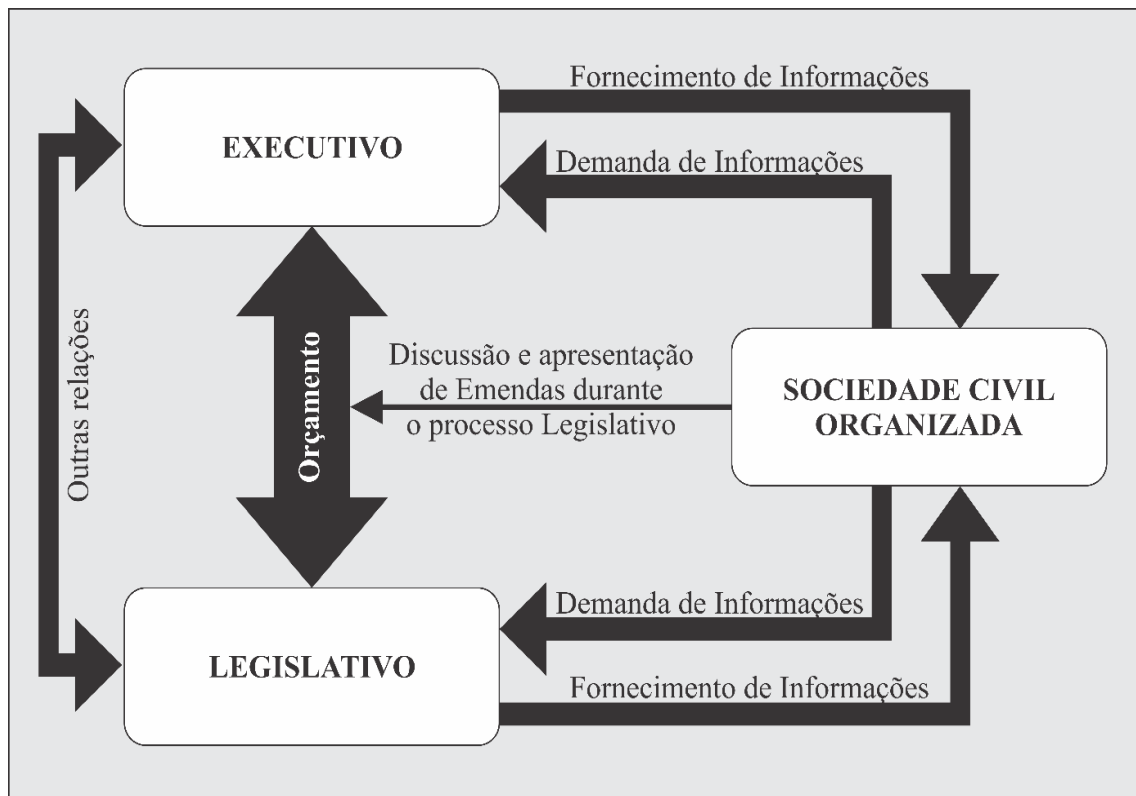 Fornecimento de Informações
EXECUTIVO
Demanda de Informações
Outras relações
Orçamento
Discussão e apresentação
de Emendas durante
o processo Legislativo
SOCIEDADE CIVIL
ORGANIZADA
Demanda de Informações
LEGISLATIVO
Fornecimento de Informações